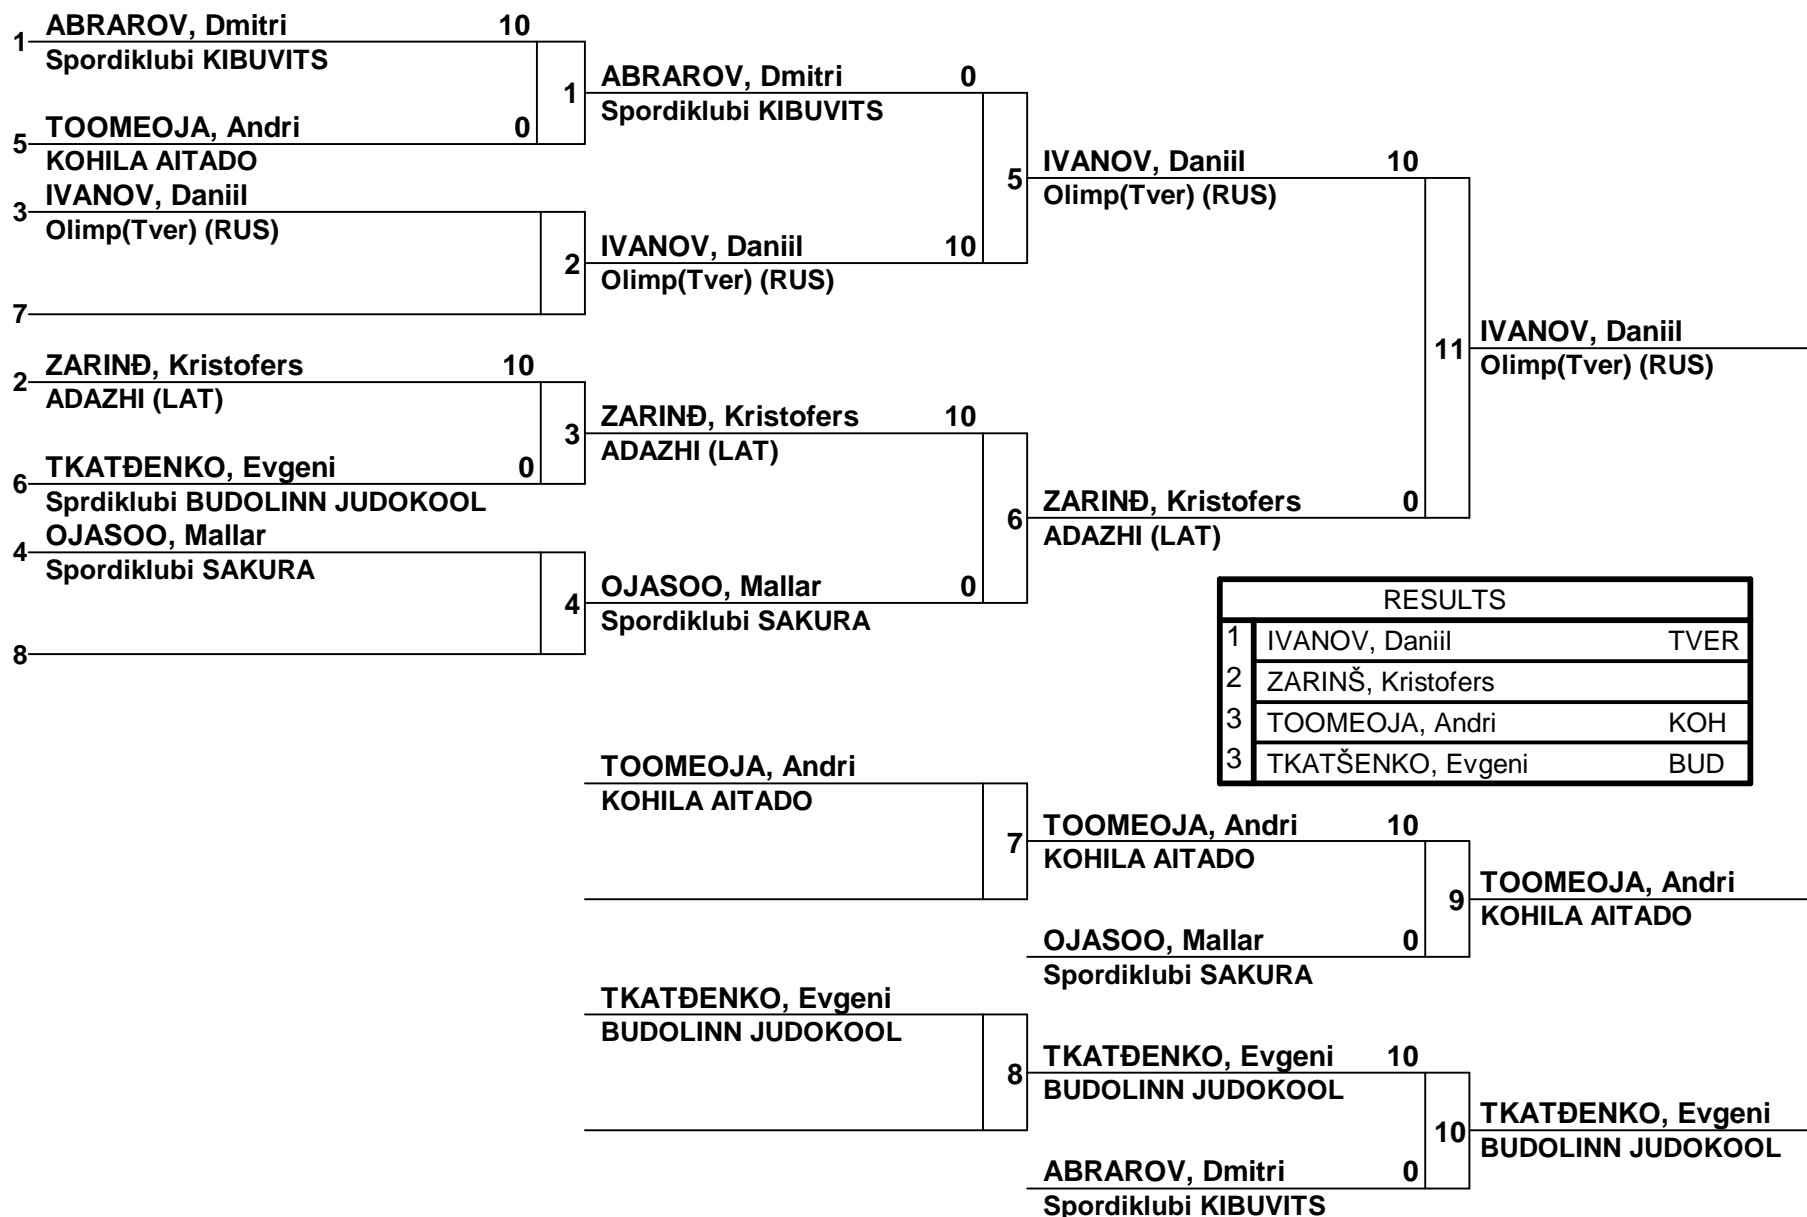 ABRAROV, Dmitri 10
1
Spordiklubi KIBUVITS
1
TOOMEOJA, Andri 0
5
KOHILA AITADO
IVANOV, Daniil
3
Olimp(Tver) (RUS)
2
7
ZARINĐ, Kristofers 10
2
ADAZHI (LAT)
3
TKATĐENKO, Evgeni 0
6
Sprdiklubi BUDOLINN JUDOKOOL
OJASOO, Mallar
4
Spordiklubi SAKURA
4
8
ABRAROV, Dmitri 0
Spordiklubi KIBUVITS
5
IVANOV, Daniil 10
Olimp(Tver) (RUS)
ZARINĐ, Kristofers 10
ADAZHI (LAT)
6
OJASOO, Mallar 0
Spordiklubi SAKURA
IVANOV, Daniil 10
Olimp(Tver) (RUS)
11
ZARINĐ, Kristofers 0
ADAZHI (LAT)
IVANOV, Daniil
Olimp(Tver) (RUS)
RESULTS
1 IVANOV, Daniil TVER
2 ZARINŠ, Kristofers
3 TOOMEOJA, Andri KOH
3 TKATŠENKO, Evgeni BUD
TOOMEOJA, Andri
KOHILA AITADO
7
TKATĐENKO, Evgeni
BUDOLINN JUDOKOOL
8
TOOMEOJA, Andri 10
KOHILA AITADO
9
OJASOO, Mallar 0
Spordiklubi SAKURA
TKATĐENKO, Evgeni 10
BUDOLINN JUDOKOOL
10
ABRAROV, Dmitri 0
Spordiklubi KIBUVITS
TOOMEOJA, Andri
KOHILA AITADO
TKATĐENKO, Evgeni
BUDOLINN JUDOKOOL